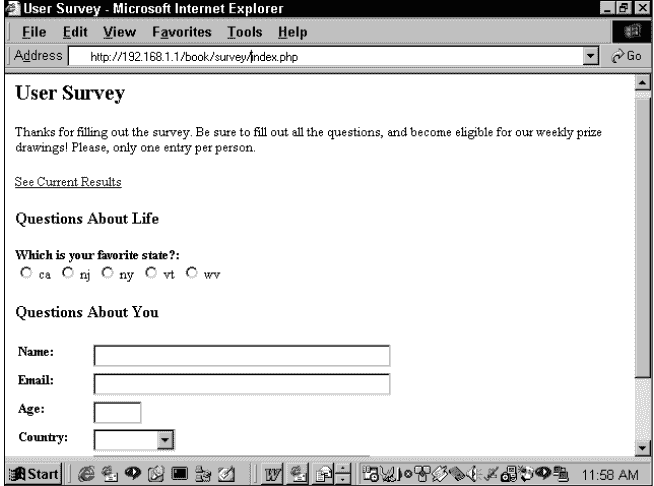 User Survey - Microsoft Internet Explorer
File Edit View Favorites Tools Help
Address http://192.168.1.1/book/survey/index.php Go
User Survey
Thanks for filling out the survey. Be sure to fill out all the questions, and become eligible for our weekly prize
drawings! Please, only one entry per person.
See Current Results
Questions About Life
Which is your favorite state?:
ca nj ny vt wv
Questions About You
Name:
Email:
Age:
Country:
Start 11:58 AM